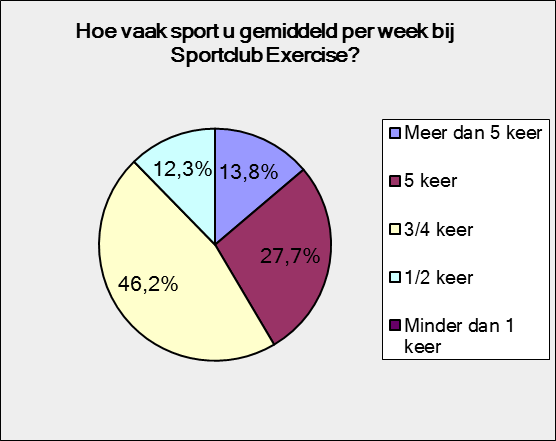 Hoe vaak sport u gemiddeld per week bij
Sportclub Exercise?
12,3%
13,8%
27,7%
46,2%
Meer dan 5 keer
5 keer
3/4 keer
1/2 keer
Minder dan 1
keer